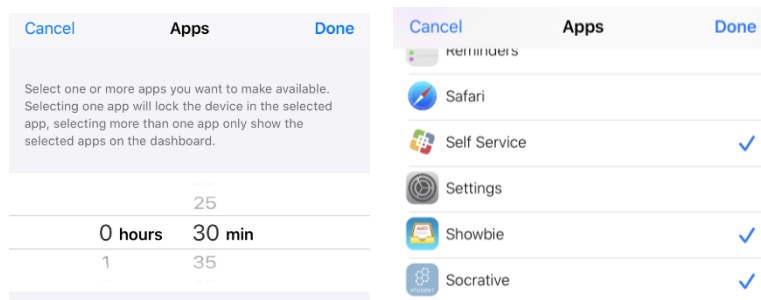 Cancel Apps Done
Select one or more apps you want to make available.
Selecting one app will lock the device in the selected
app, selecting more than one app only show the
selected apps on the dashboard.
25
0 hours 30 min
1 35
Cancel Apps Done
Reminders
Safari
Self Service
Settings
Showbie
Socrative
STUDENT